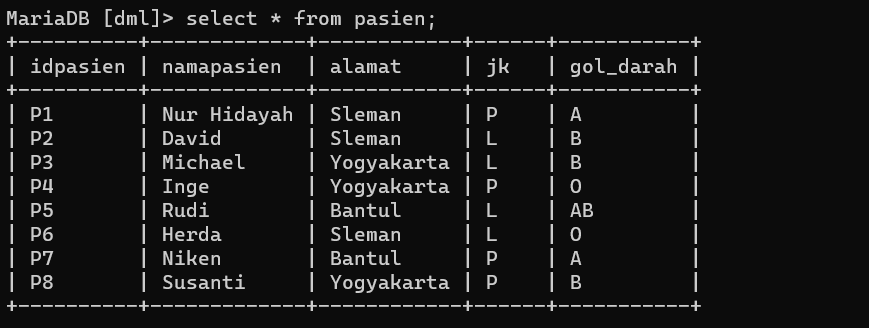 MariaDB [dml]> select * from pasien;
+----------+-------------+------------+------+-----------+
| idpasien | namapasien  | alamat     | jk   | gol_darah |
+----------+-------------+------------+------+-----------+
| P1       | Nur Hidayah | Sleman     | P    | A         |
| P2       | David       | Sleman     | L    | B         |
| P3       | Michael     | Yogyakarta | L    | B         |
| P4       | Inge        | Yogyakarta | P    | O         |
| P5       | Rudi        | Bantul     | L    | AB        |
| P6       | Herda       | Sleman     | L    | O         |
| P7       | Niken       | Bantul     | P    | A         |
| P8       | Susanti     | Yogyakarta | P    | B         |
+----------+-------------+------------+------+-----------+